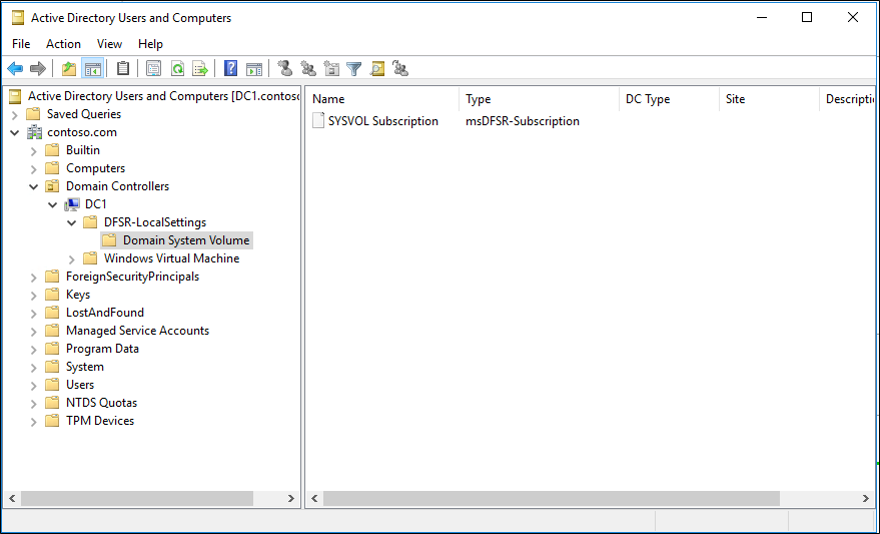 Active Directory Users and Computers
File Action View Help
Active Directory Users and Computers [DC1.contoso
Saved Queries
contoso.com
Builtin
Computers
Domain Controllers
DC1
DFSR-LocalSettings
Domain System Volume
Windows Virtual Machine
ForeignSecurityPrincipals
Keys
LostAndFound
Managed Service Accounts
Program Data
System
Users
NTDS Quotas
TPM Devices
Name Type DC Type Site Descripti
SYSVOL Subscription msDFSR-Subscription